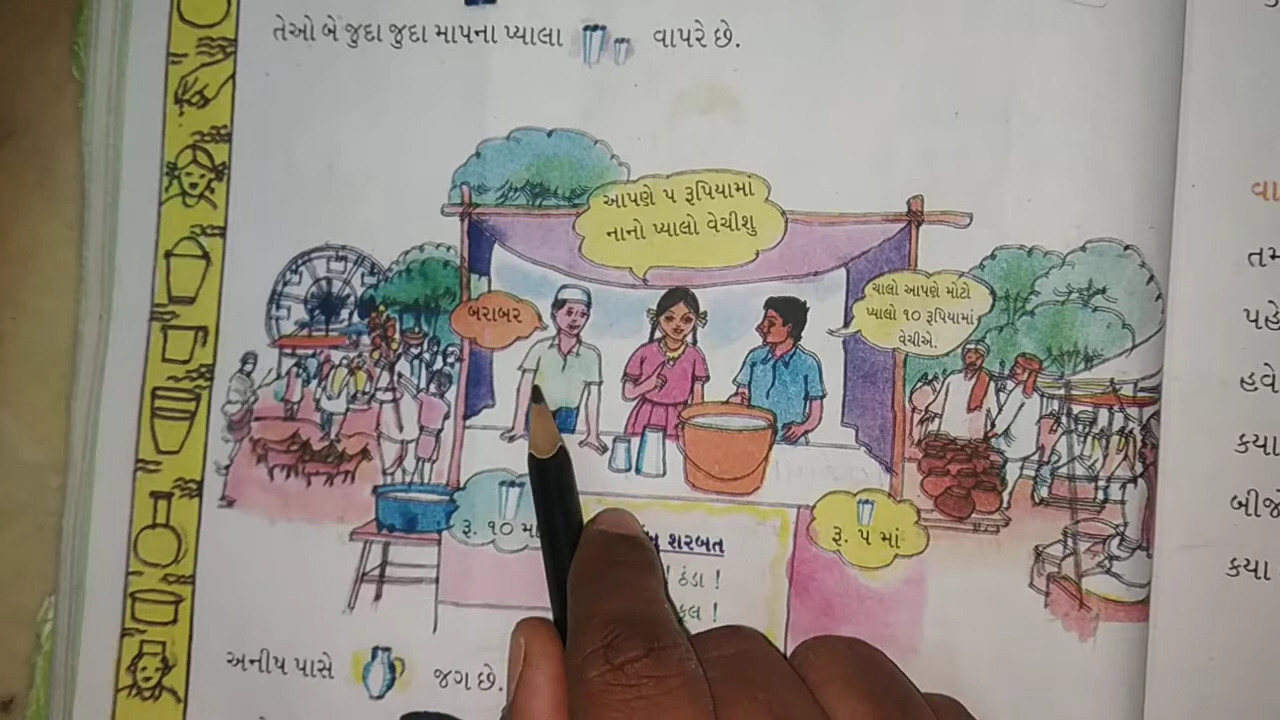 તેઓ બે જુદા જુદા માપના પ્યાલા વાપરે છે.
આપણે ૫ રૂપિયામાં
નાનો પ્યાલો વેચીશુ
બરાબર
ચાલો આપણે મોટો
પ્યાલો ૧૦ રૂપિયામાં
વેચીએ.
રૂ. ૧૦
શરબત
ઠંડા !
રૂ. ૫ માં
અનીષ પાસે જગ છે.